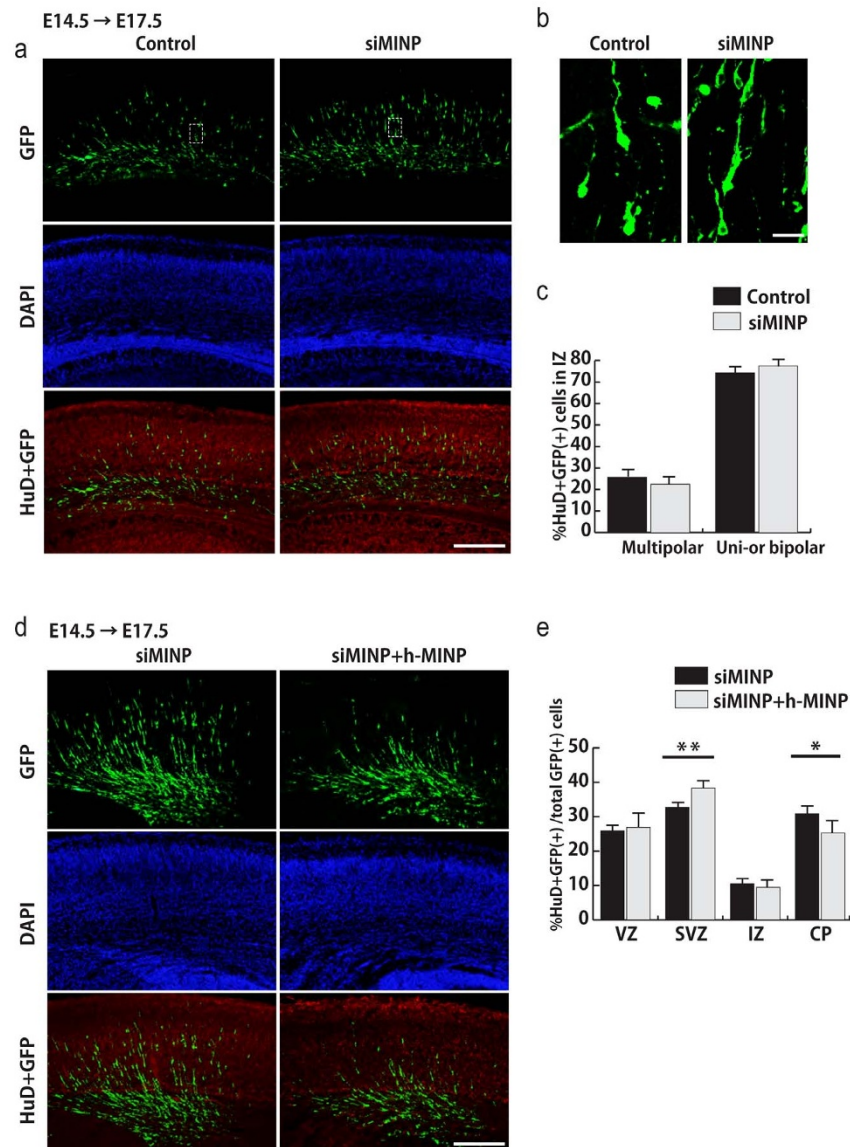 E14.5 → E17.5
a
Control
siMINP
GFP
DAPI
HuD+GFP
b
Control
siMINP
c
Control
siMINP
%HuD+GFP(+) cells in IZ
80
70
60
50
40
30
20
10
0
Multipolar
Uni-or bipolar
d
E14.5 → E17.5
siMINP
siMINP+h-MINP
GFP
DAPI
HuD+GFP
e
siMINP
siMINP+h-MINP
%HuD+GFP(+) /total GFP(+) cells
50
40
30
20
10
0
**
*
VZ
SVZ
IZ
CP